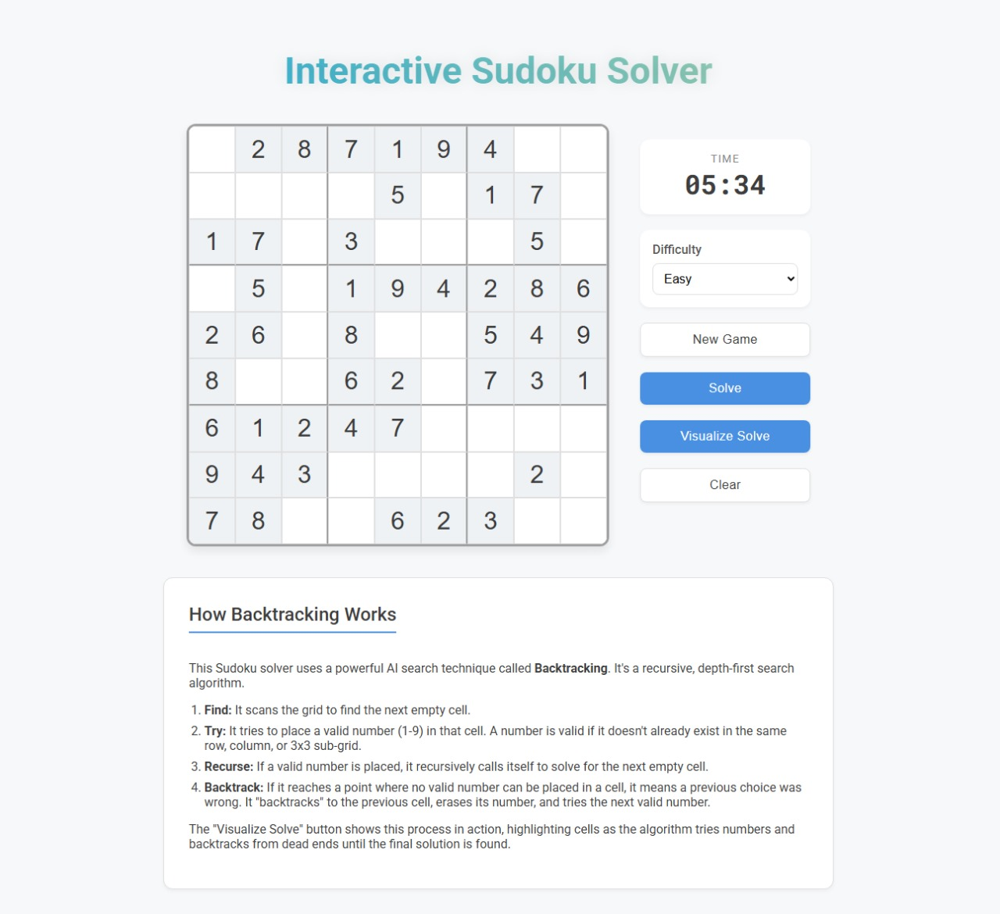 Interactive Sudoku Solver
2 8 7 1 9 4
5 1 7
1 7 3 5
5 1 9 4 2 8 6
2 6 8 5 4 9
8 6 2 7 3 1
6 1 2 4 7
9 4 3 2
7 8 6 2 3
TIME
05:34
Difficulty
Easy
New Game
Solve
Visualize Solve
Clear
How Backtracking Works
This Sudoku solver uses a powerful AI search technique called Backtracking. It's a recursive, depth-first search
algorithm.
1. Find: It scans the grid to find the next empty cell.
2. Try: It tries to place a valid number (1-9) in that cell. A number is valid if it doesn't already exist in the same
row, column, or 3x3 sub-grid.
3. Recurse: If a valid number is placed, it recursively calls itself to solve for the next empty cell.
4. Backtrack: If it reaches a point where no valid number can be placed in a cell, it means a previous choice was
wrong. It "backtracks" to the previous cell, erases its number, and tries the next valid number.
The "Visualize Solve" button shows this process in action, highlighting cells as the algorithm tries numbers and
backtracks from dead ends until the final solution is found.